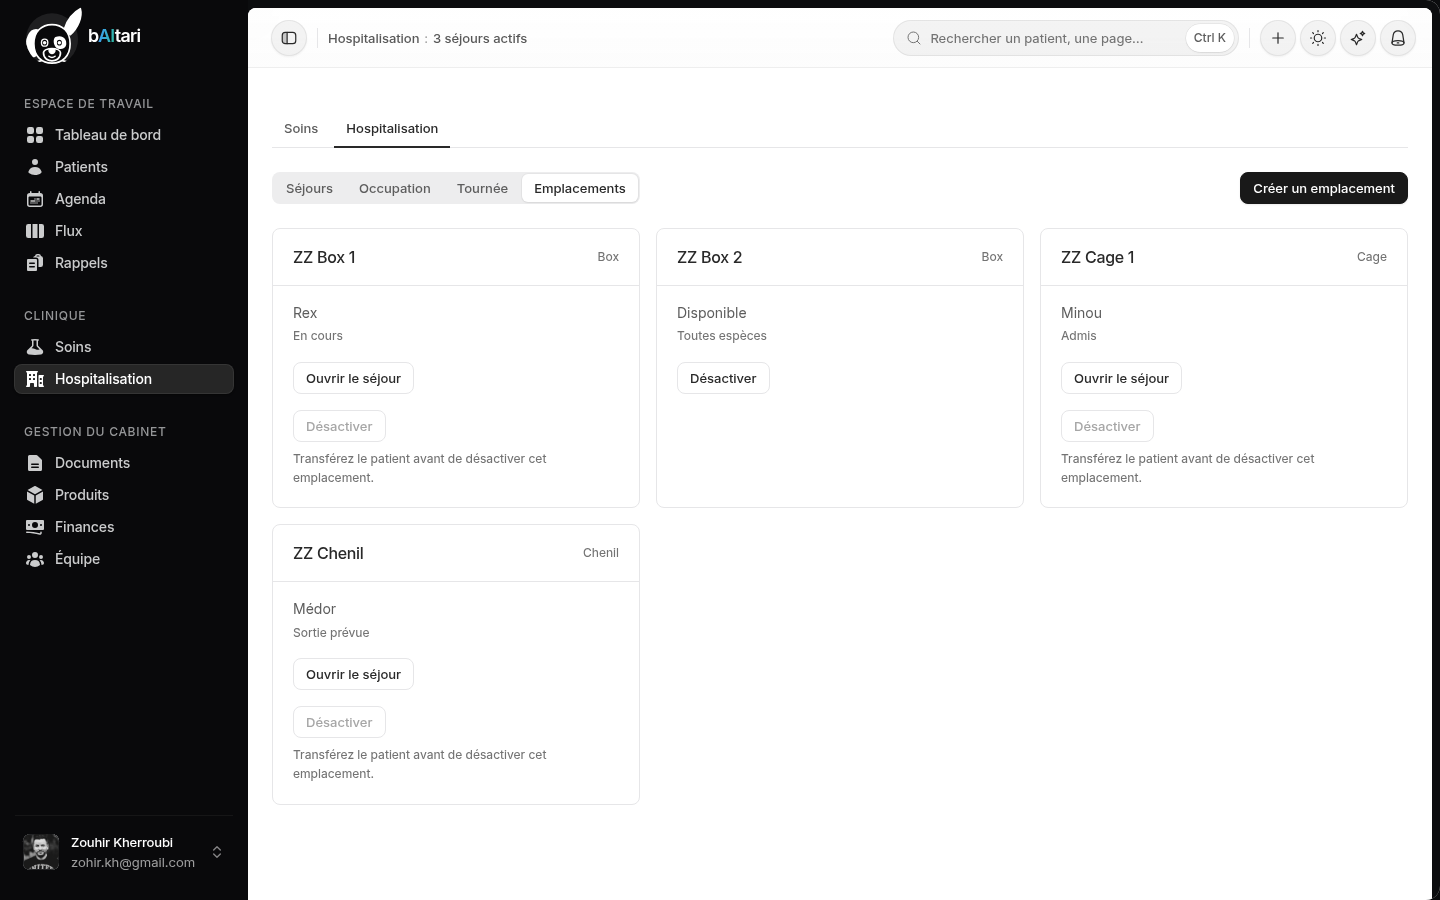 bAItari
ESPACE DE TRAVAIL
Tableau de bord
Patients
Agenda
Flux
Rappels
CLINIQUE
Soins
Hospitalisation
GESTION DU CABINET
Documents
Produits
Finances
Équipe
Zouhir Kherroubi
zohir.kh@gmail.com
Hospitalisation : 3 séjours actifs
Rechercher un patient, une page...
Ctrl K
Soins
Hospitalisation
Séjours
Occupation
Tournée
Emplacements
Créer un emplacement
ZZ Box 1
Box
Rex
En cours
Ouvrir le séjour
Désactiver
Transférez le patient avant de désactiver cet
emplacement.
ZZ Box 2
Box
Disponible
Toutes espèces
Désactiver
ZZ Cage 1
Cage
Minou
Admis
Ouvrir le séjour
Désactiver
Transférez le patient avant de désactiver cet
emplacement.
ZZ Chenil
Chenil
Médor
Sortie prévue
Ouvrir le séjour
Désactiver
Transférez le patient avant de désactiver cet
emplacement.